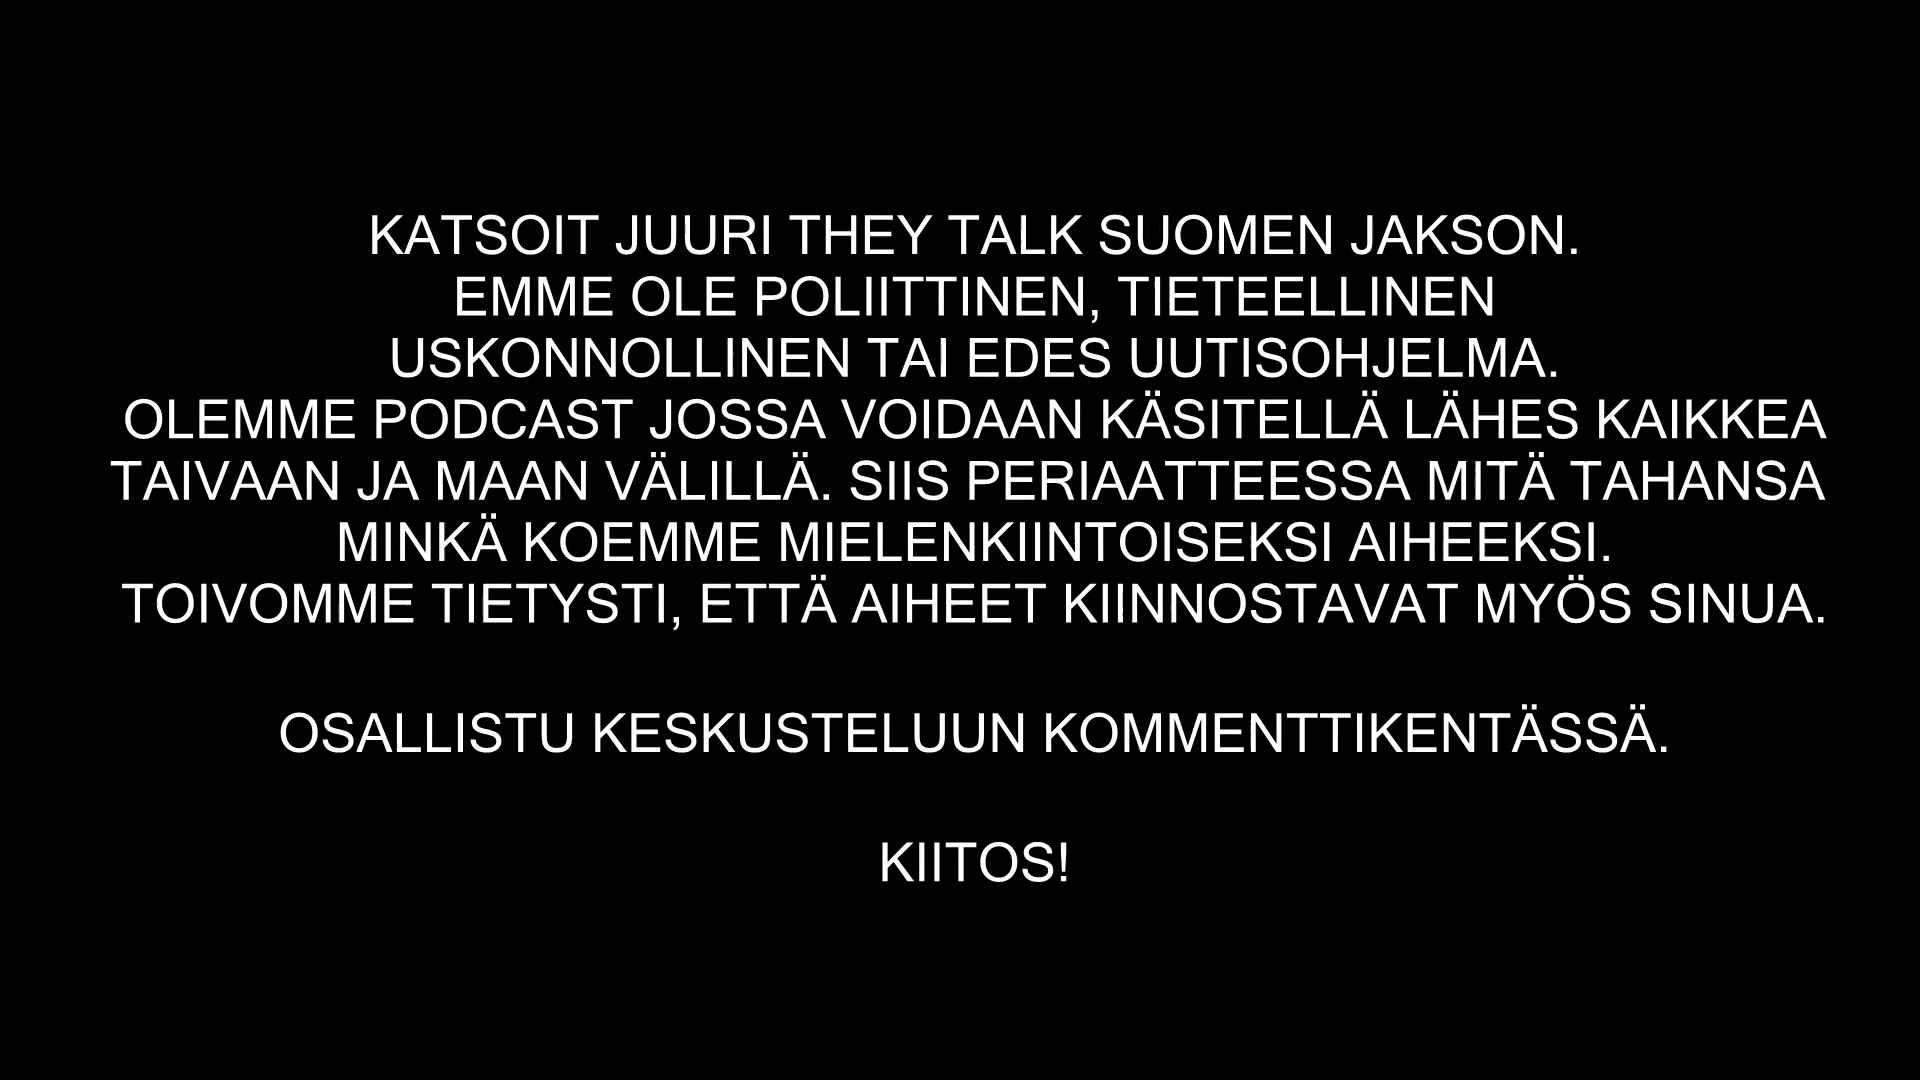 KATSOIT JUURI THEY TALK SUOMEN JAKSON.
EMME OLE POLIITTINEN, TIETEELLINEN
USKONNOLLINEN TAI EDES UUTISOHJELMA.
OLEMME PODCAST JOSSA VOIDAAN KÄSITELLÄ LÄHES KAIKKEA
TAIVAAN JA MAAN VÄLILLÄ. SIIS PERIAATTEESSA MITÄ TAHANSA
MINKÄ KOEMME MIELENKIINTOISEKSI AIHEEKSI.
TOIVOMME TIETYSTI, ETTÄ AIHEET KIINNOSTAVAT MYÖS SINUA.
OSALLISTU KESKUSTELUUN KOMMENTTIKENTÄSSÄ.
KIITOS!